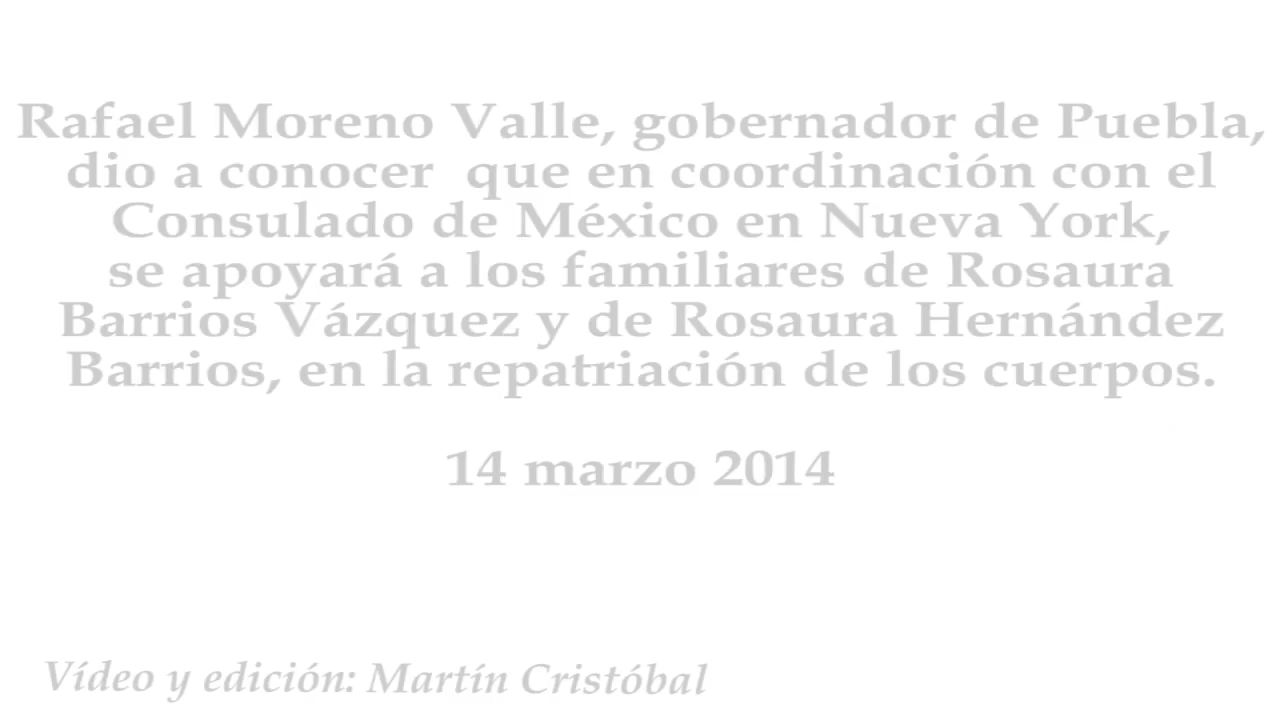 Rafael Moreno Valle, gobernador de Puebla,
dio a conocer  que en coordinación con el
Consulado de México en Nueva York,
se apoyará a los familiares de Rosaura
Barrios Vázquez y de Rosaura Hernández
Barrios, en la repatriación de los cuerpos.
14 marzo 2014
Vídeo y edición: Martín Cristóbal